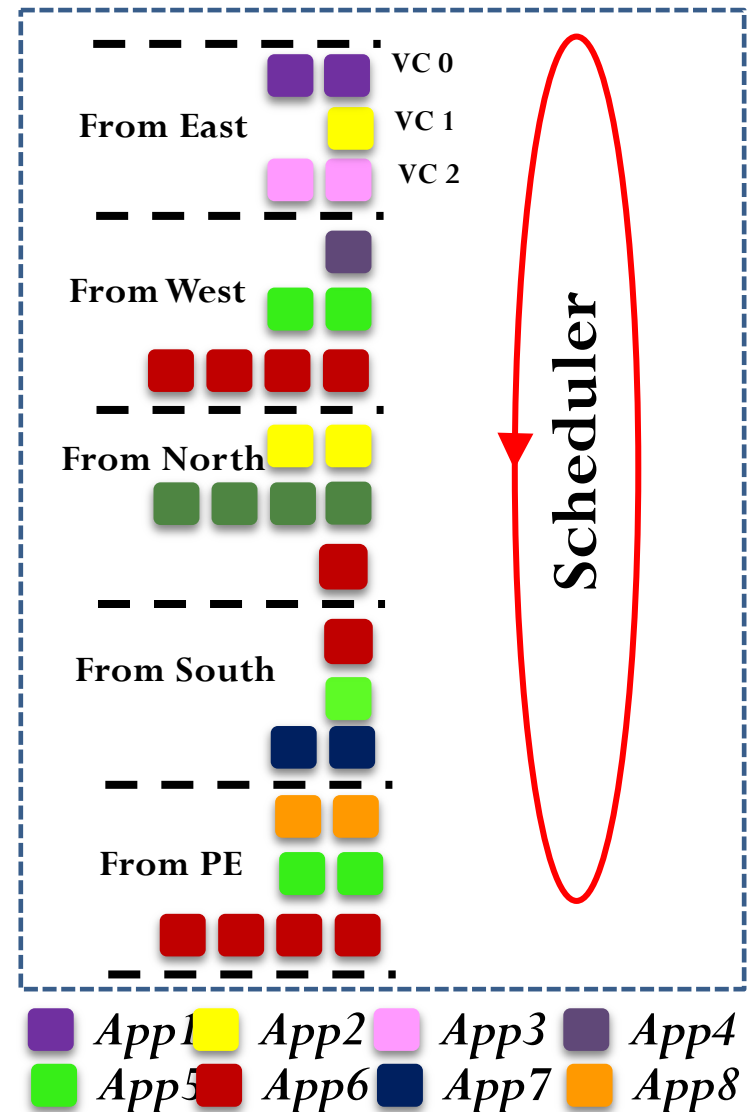 VC 0
From East
VC 1
VC 2
From West
From North
From South
From PE
Scheduler
App1 App2 App3 App4
App5 App6 App7 App8